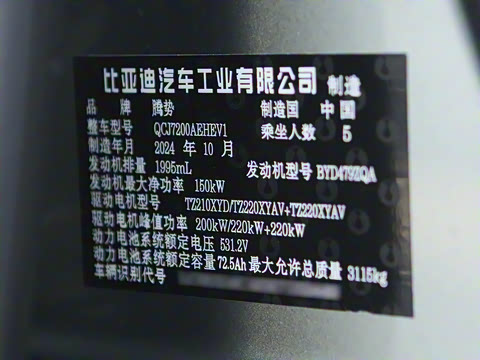 比亚迪汽车工业有限公司 制造
品牌 腾势 制造国 中国
整车型号 QCJ7200AEHEV1 乘坐人数 5
制造年月 2024 年 10 月
发动机排量 1995mL 发动机型号 BYD479ZQA
发动机最大净功率 150kW
驱动电机型号 TZ210XYD/TZ220XYAV+TZ220XYAV
驱动电机峰值功率 200kW/220kW+220kW
动力电池系统额定电压 531.2V
动力电池系统额定容量 72.5Ah 最大允许总质量 3115kg
车辆识别代号